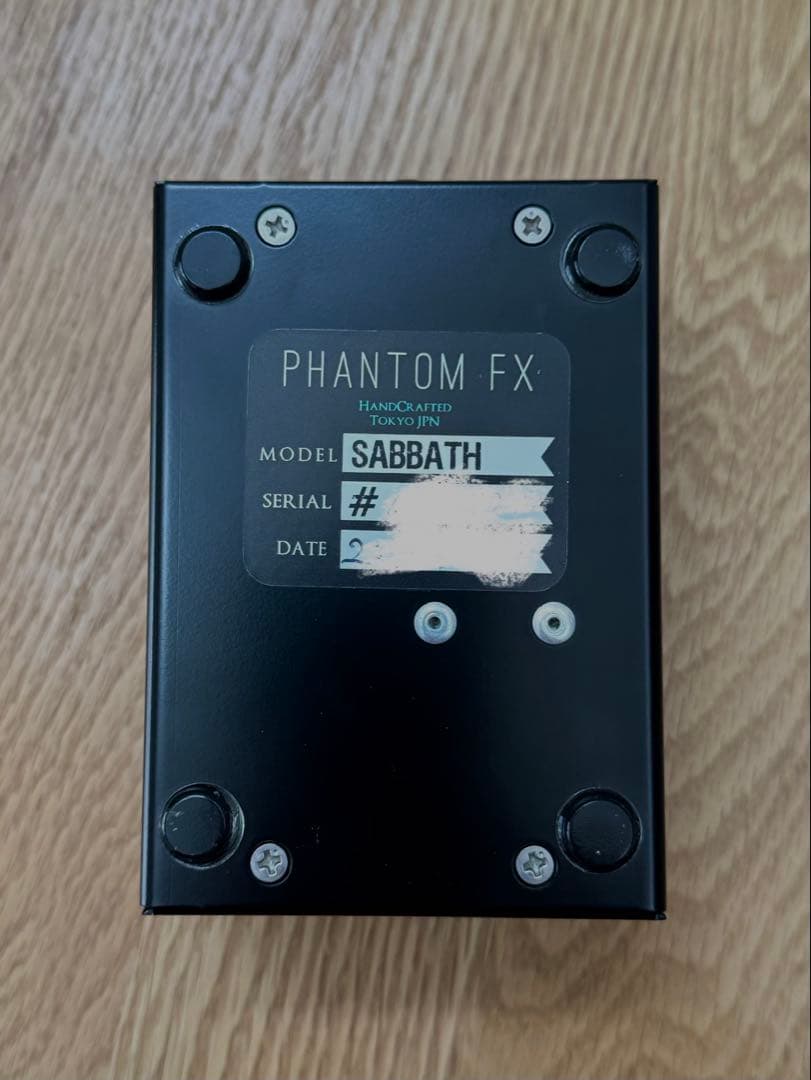 PHANTOM FX
HANDCRAFTED
TOKYO JPN
MODEL SABBATH
SERIAL #
DATE 2